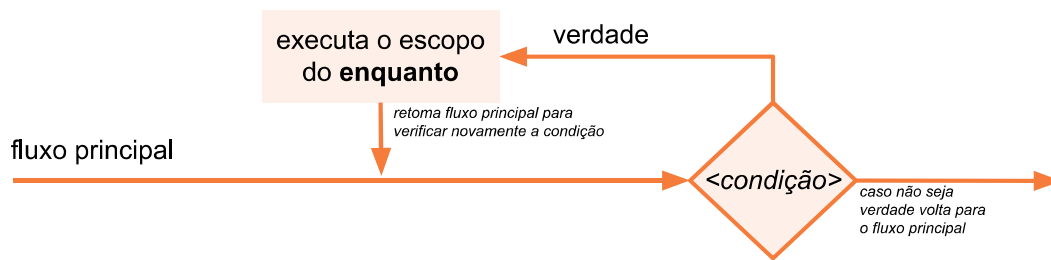 executa o escopo
do enquanto
verdade
retoma fluxo principal para
verificar novamente a condição
fluxo principal
<condição>
caso não seja
verdade volta para
o fluxo principal